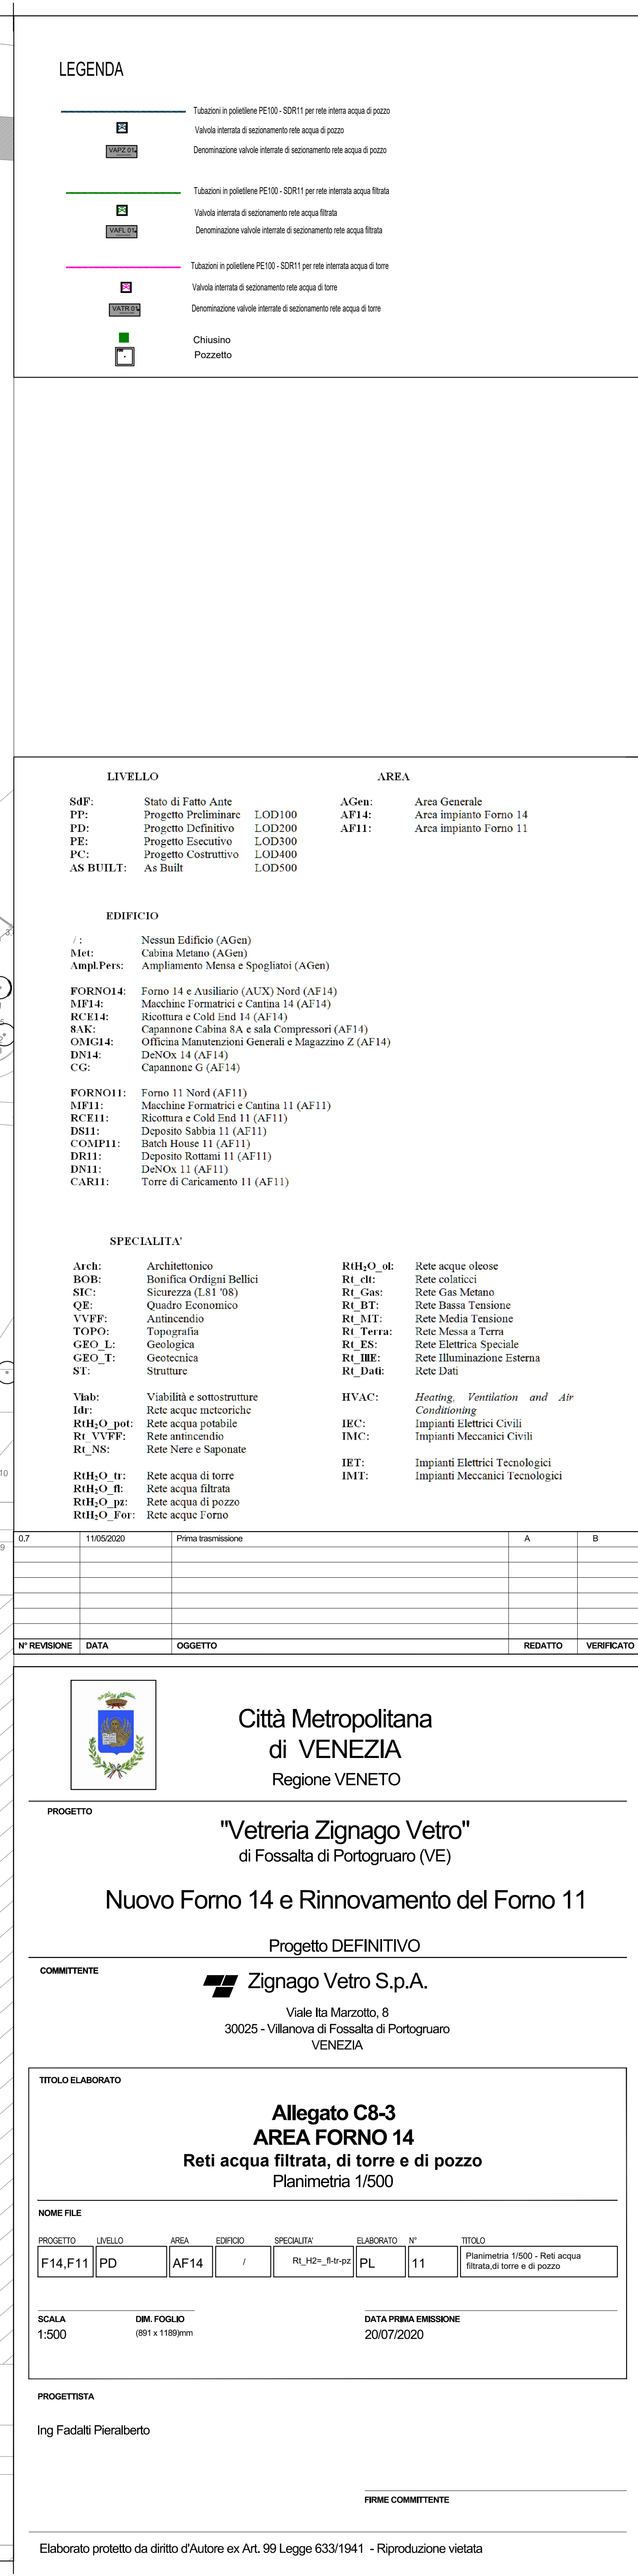 LEGENDA
Tubazioni in polietilene PE100 - SDR11 per rete interra acqua di pozzo
Valvola interrata di sezionamento rete acqua di pozzo
VAPZ 01 Denominazione valvole interrate di sezionamento rete acqua di pozzo
Tubazioni in polietilene PE100 - SDR11 per rete interrata acqua filtrata
Valvola interrata di sezionamento rete acqua filtrata
VAFL 01 Denominazione valvole interrate di sezionamento rete acqua filtrata
Tubazioni in polietilene PE100 - SDR11 per rete interrata acqua di torre
Valvola interrata di sezionamento rete acqua di torre
VATR 01 Denominazione valvole interrate di sezionamento rete acqua di torre
Chiusino
Pozzetto
LIVELLO AREA
SdF: Stato di Fatto Ante AGen: Area Generale
PP: Progetto Preliminare LOD100 AF14: Area impianto Forno 14
PD: Progetto Definitivo LOD200 AF11: Area impianto Forno 11
PE: Progetto Esecutivo LOD300
PC: Progetto Costruttivo LOD400
AS BUILT: As Built LOD500
EDIFICIO
/ : Nessun Edificio (AGen)
Met: Cabina Metano (AGen)
Ampl.Pers: Ampliamento Mensa e Spogliatoi (AGen)
FORNO14: Forno 14 e Ausiliario (AUX) Nord (AF14)
MF14: Macchine Formatrici e Cantina 14 (AF14)
RCE14: Ricottura e Cold End 14 (AF14)
8AK: Capannone Cabina 8A e sala Compressori (AF14)
OMG14: Officina Manutenzioni Generali e Magazzino Z (AF14)
DN14: DeNOx 14 (AF14)
CG: Capannone G (AF14)
FORNO11: Forno 11 Nord (AF11)
MF11: Macchine Formatrici e Cantina 11 (AF11)
RCE11: Ricottura e Cold End 11 (AF11)
DS11: Deposito Sabbia 11 (AF11)
COMP11: Batch House 11 (AF11)
DR11: Deposito Rottami 11 (AF11)
DN11: DeNOx 11 (AF11)
CAR11: Torre di Caricamento 11 (AF11)
SPECIALITA'
Arch: Architettonico RtH₂O_ol: Rete acque oleose
BOB: Bonifica Ordigni Bellici Rt_clt: Rete colaticci
SIC: Sicurezza (L81 '08) Rt_Gas: Rete Gas Metano
QE: Quadro Economico Rt_BT: Rete Bassa Tensione
VVFF: Antincendio Rt_MT: Rete Media Tensione
TOPO: Topografia Rt_Terra: Rete Messa a Terra
GEO_L: Geologica Rt_ES: Rete Elettrica Speciale
GEO_T: Geotecnica Rt_IllE: Rete Illuminazione Esterna
ST: Strutture Rt_Dati: Rete Dati
Viab: Viabilità e sottostrutture HVAC: Heating, Ventilation and Air
Idr: Rete acque meteoriche Conditioning
RtH₂O_pot: Rete acqua potabile IEC: Impianti Elettrici Civili
Rt_VVFF: Rete antincendio IMC: Impianti Meccanici Civili
Rt_NS: Rete Nere e Saponate
IET: Impianti Elettrici Tecnologici
RtH₂O_tr: Rete acqua di torre IMT: Impianti Meccanici Tecnologici
RtH₂O_fl: Rete acqua filtrata
RtH₂O_pz: Rete acqua di pozzo
RtH₂O_For: Rete acque Forno
0.7 11/05/2020 Prima trasmissione A B
N° REVISIONE DATA OGGETTO REDATTO VERIFICATO
Città Metropolitana
di VENEZIA
Regione VENETO
PROGETTO
"Vetreria Zignago Vetro"
di Fossalta di Portogruaro (VE)
Nuovo Forno 14 e Rinnovamento del Forno 11
Progetto DEFINITIVO
COMMITTENTE
Zignago Vetro S.p.A.
Viale Ita Marzotto, 8
30025 - Villanova di Fossalta di Portogruaro
VENEZIA
TITOLO ELABORATO
Allegato C8-3
AREA FORNO 14
Reti acqua filtrata, di torre e di pozzo
Planimetria 1/500
NOME FILE
PROGETTO LIVELLO AREA EDIFICIO SPECIALITA' ELABORATO N° TITOLO
F14,F11 PD AF14 / Rt_H2=_fl-tr-pz PL 11 Planimetria 1/500 - Reti acqua
filtrata,di torre e di pozzo
SCALA DIM. FOGLIO DATA PRIMA EMISSIONE
1:500 (891 x 1189)mm 20/07/2020
PROGETTISTA
Ing Fadalti Pieralberto
FIRME COMMITTENTE
Elaborato protetto da diritto d'Autore ex Art. 99 Legge 633/1941 - Riproduzione vietata